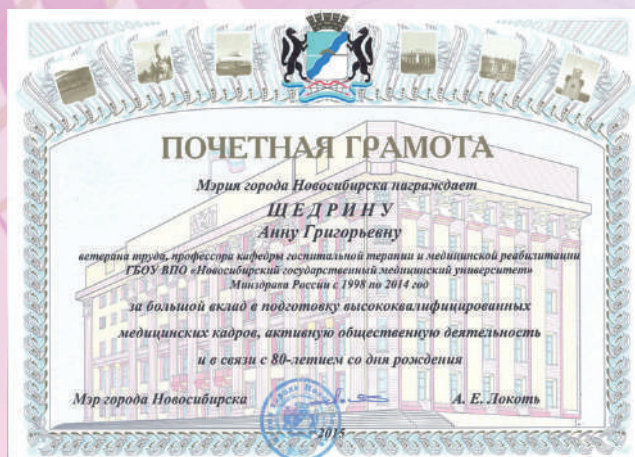 ПОЧЕТНАЯ ГРАМОТА
Мэрия города Новосибирска награждает
ЩЕДРИНУ
Анну Григорьевну
ветерана труда, профессора кафедры госпитальной терапии и медицинской реабилитации
ГБОУ ВПО «Новосибирский государственный медицинский университет»
Минздрава России с 1998 по 2014 год
за большой вклад в подготовку высококвалифицированных
медицинских кадров, активную общественную деятельность
и в связи с 80-летием со дня рождения
Мэр города Новосибирска А. Е. Локоть
2015